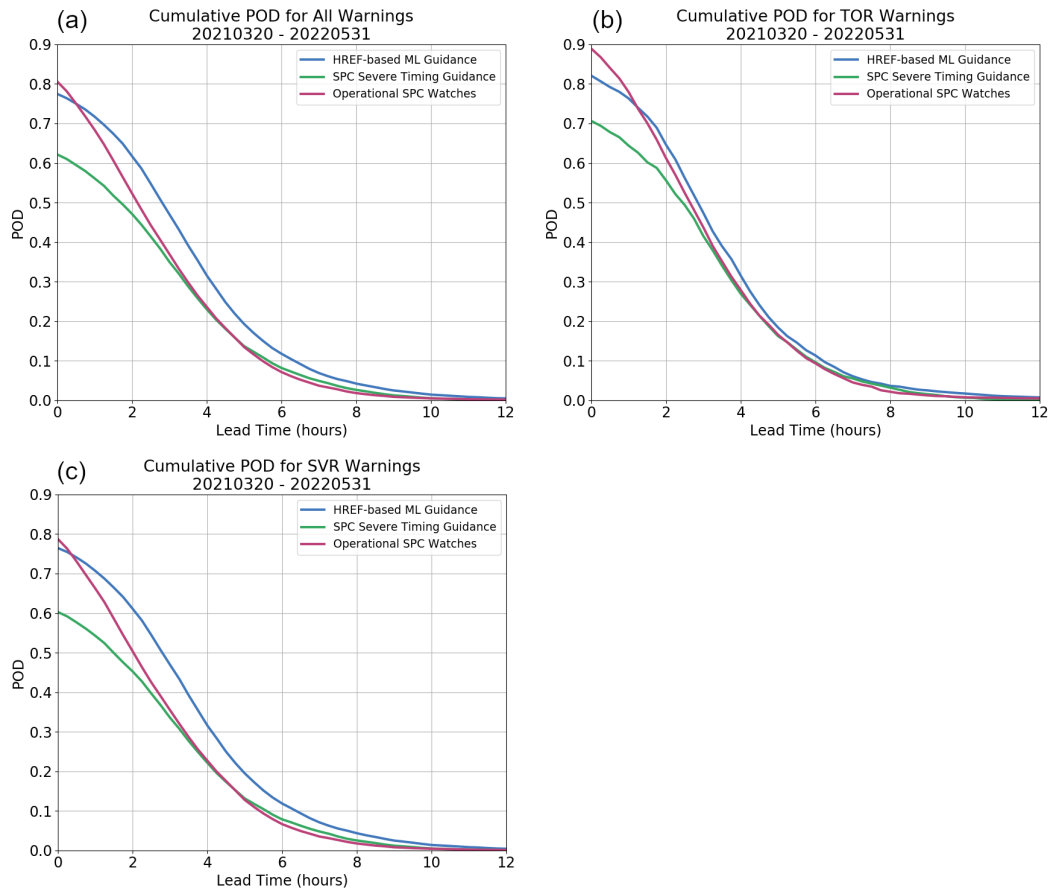 (a)
Cumulative POD for All Warnings
20210320 - 20220531
HREF-based ML Guidance
SPC Severe Timing Guidance
Operational SPC Watches
0.9
0.8
0.7
0.6
0.5
0.4
0.3
0.2
0.1
0.0
POD
0 2 4 6 8 10 12
Lead Time (hours)
(b)
Cumulative POD for TOR Warnings
20210320 - 20220531
HREF-based ML Guidance
SPC Severe Timing Guidance
Operational SPC Watches
0.9
0.8
0.7
0.6
0.5
0.4
0.3
0.2
0.1
0.0
POD
0 2 4 6 8 10 12
Lead Time (hours)
(c)
Cumulative POD for SVR Warnings
20210320 - 20220531
HREF-based ML Guidance
SPC Severe Timing Guidance
Operational SPC Watches
0.9
0.8
0.7
0.6
0.5
0.4
0.3
0.2
0.1
0.0
POD
0 2 4 6 8 10 12
Lead Time (hours)